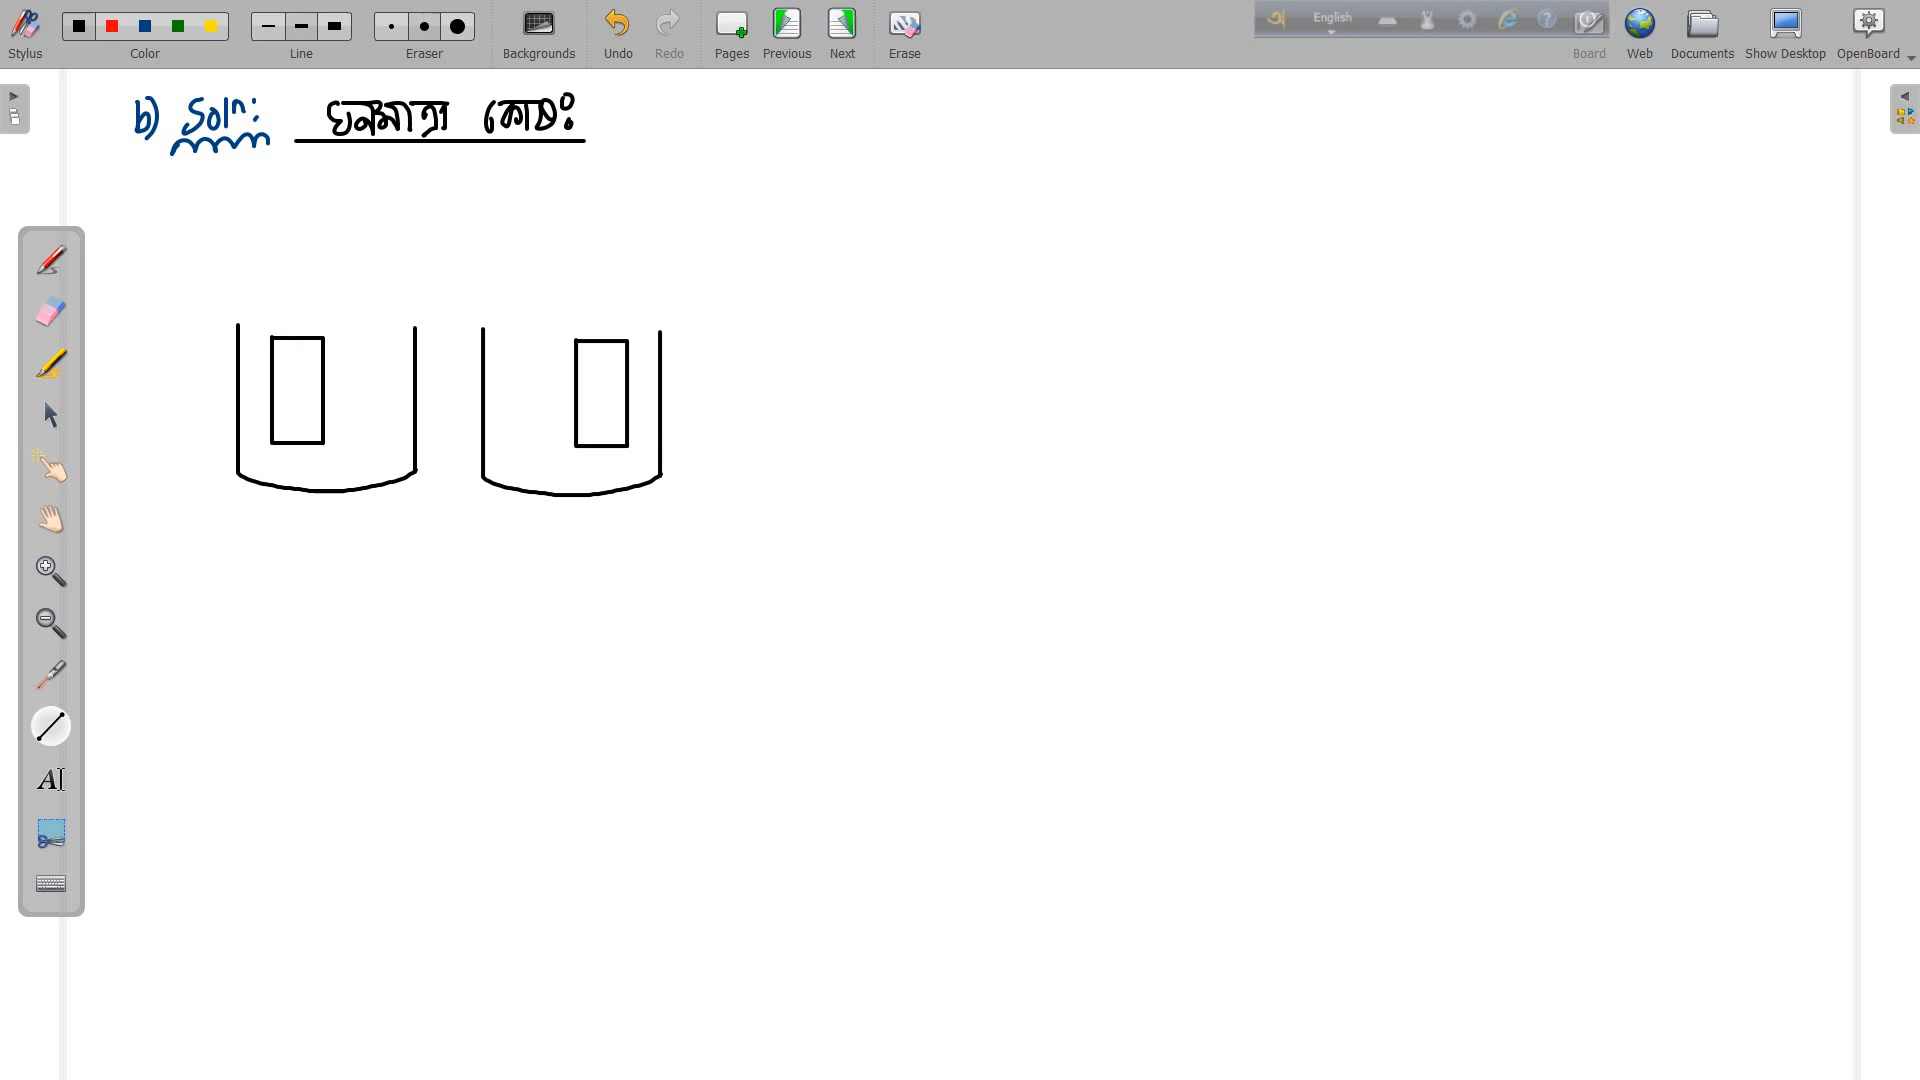 Stylus Color Line Eraser Backgrounds Undo Redo Pages Previous Next Erase Board Web Documents Show Desktop OpenBoard
English
b) Soln: ঘনমাত্রা কোষঃ